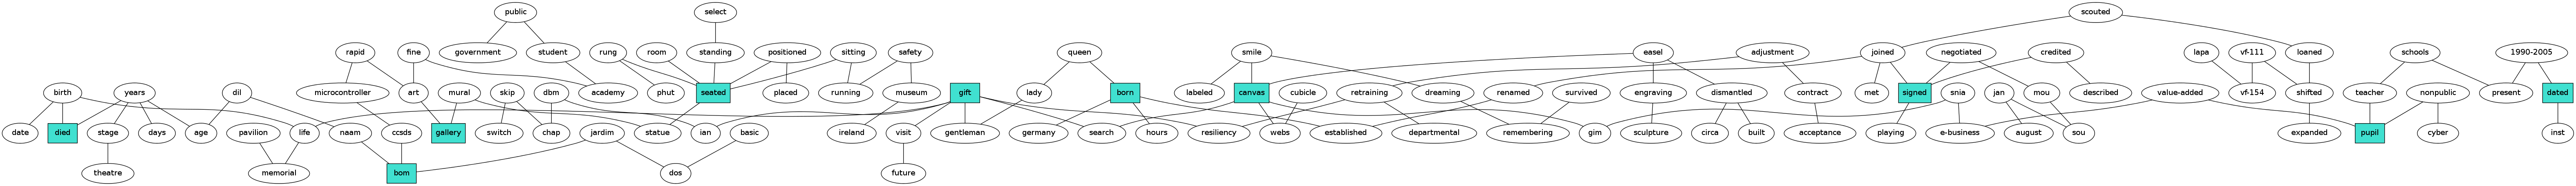 public select scouted
rapid fine government student rung room standing positioned sitting safety queen smile easel adjustment joined negotiated credited lapa vf-111 loaned schools 1990-2005
birth years dil microcontroller art mural skip dbm academy phut seated placed running museum gift lady born labeled canvas cubicle retraining dreaming renamed survived engraving dismantled contract met signed snia jan mou described value-added vf-154 shifted teacher nonpublic present dated
date died stage days age pavilion life naam ccsds gallery switch chap jardim statue ian basic ireland visit gentleman germany search hours resiliency webs established departmental remembering gim sculpture circa built acceptance playing e-business august sou expanded pupil cyber inst
theatre memorial bom dos future